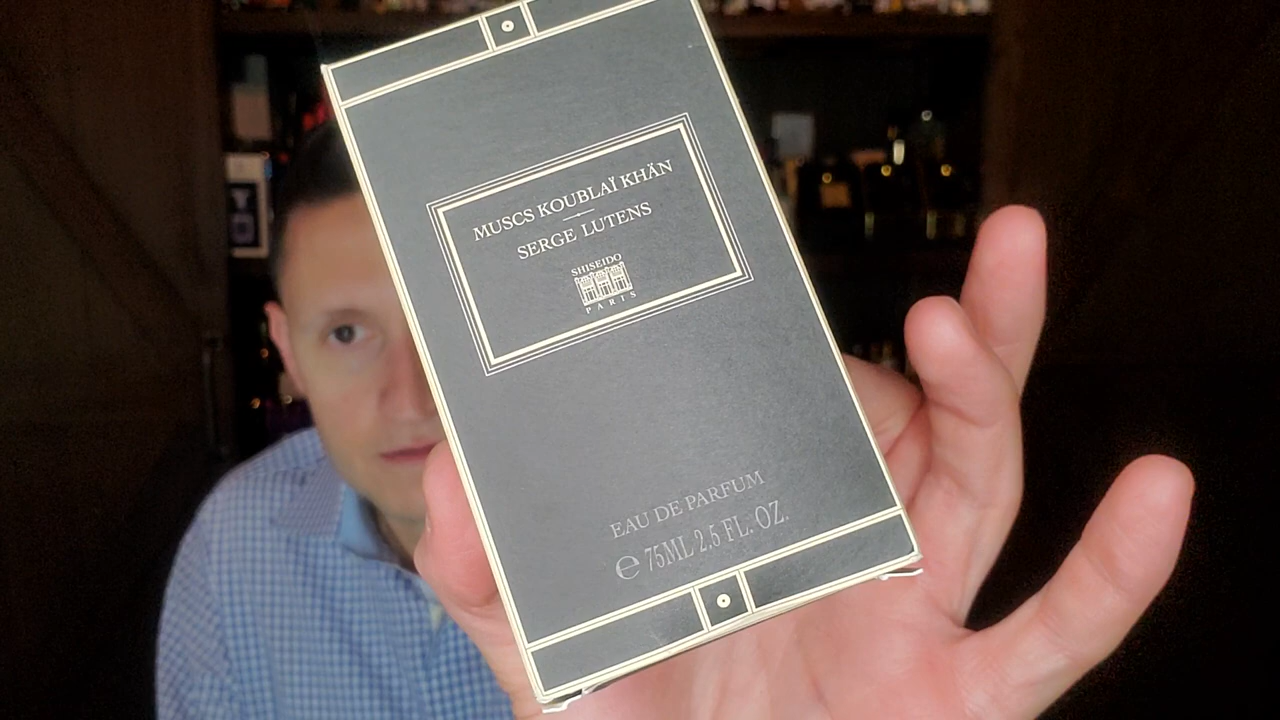 MUSCS KOUBLAÏ KHÄN
SERGE LUTENS
SHISEIDO
PARIS
EAU DE PARFUM
℮ 75ML 2.5 FL. OZ.